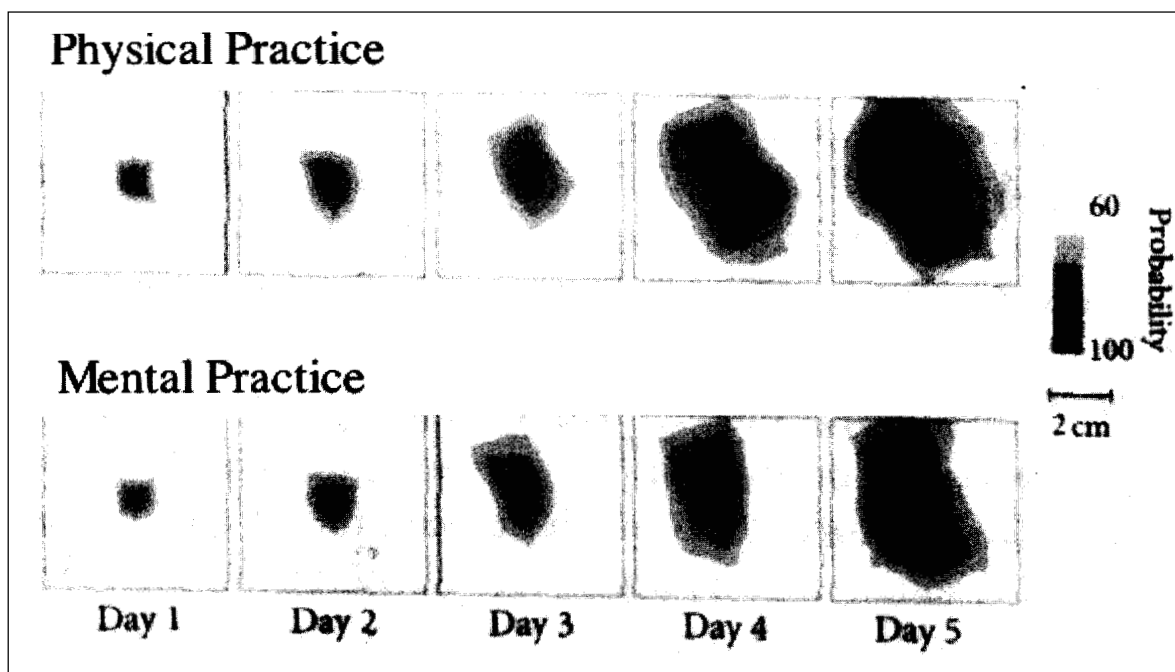 Physical Practice
60
Probability
100
2 cm
Mental Practice
Day 1
Day 2
Day 3
Day 4
Day 5